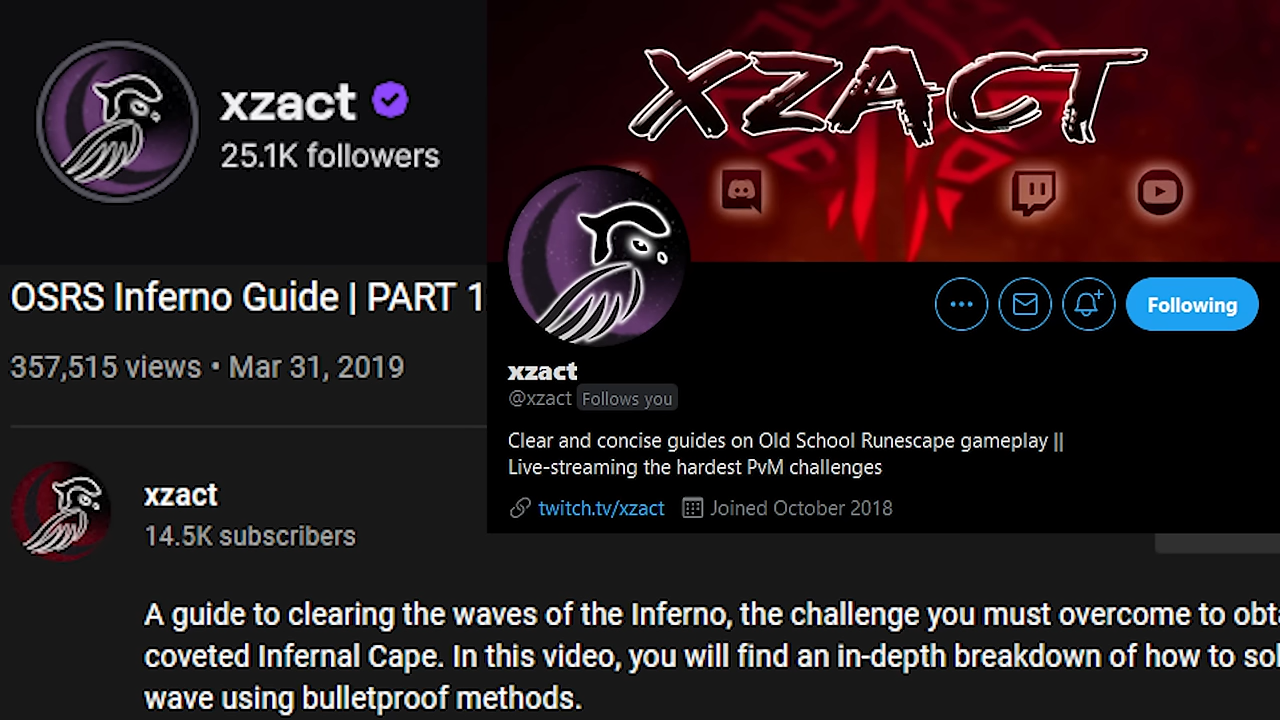 xzact
25.1K followers
OSRS Inferno Guide | PART 1
357,515 views • Mar 31, 2019
xzact
14.5K subscribers
A guide to clearing the waves of the Inferno, the challenge you must overcome to obta
coveted Infernal Cape. In this video, you will find an in-depth breakdown of how to sol
wave using bulletproof methods.
XZACT
Following
xzact
@xzact Follows you
Clear and concise guides on Old School Runescape gameplay ||
Live-streaming the hardest PvM challenges
twitch.tv/xzact Joined October 2018